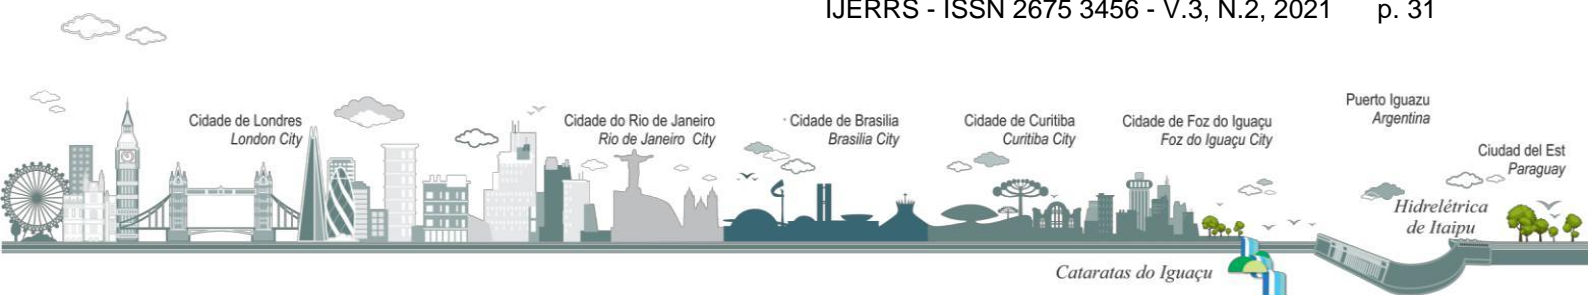 IJERRS - ISSN 2675 3456 - V.3, N.2, 2021 p. 31
Cidade de Londres
London City
Cidade do Rio de Janeiro
Rio de Janeiro City
Cidade de Brasilia
Brasilia City
Cidade de Curitiba
Curitiba City
Cidade de Foz do Iguaçu
Foz do Iguaçu City
Puerto Iguazu
Argentina
Ciudad del Est
Paraguay
Hidrelétrica
de Itaipu
Cataratas do Iguaçu